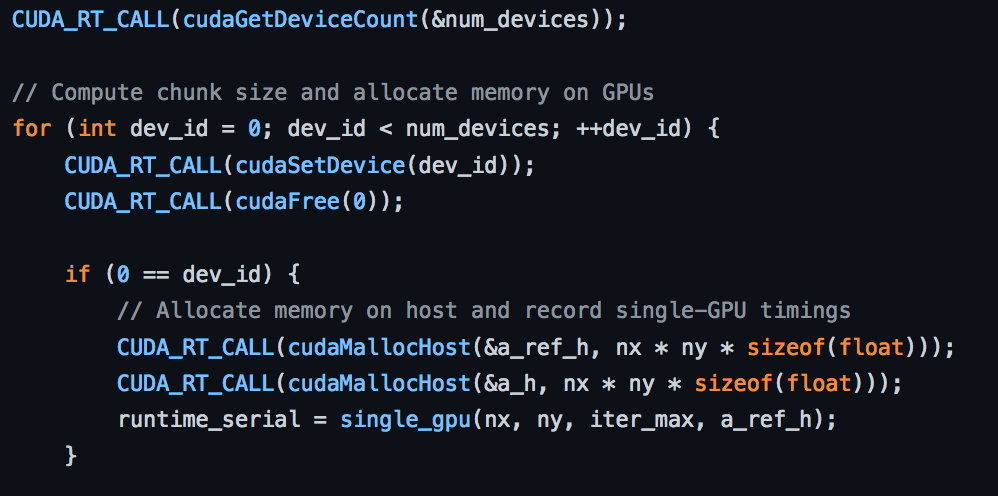 CUDA_RT_CALL(cudaGetDeviceCount(&num_devices));

// Compute chunk size and allocate memory on GPUs
for (int dev_id = 0; dev_id < num_devices; ++dev_id) {
    CUDA_RT_CALL(cudaSetDevice(dev_id));
    CUDA_RT_CALL(cudaFree(0));

    if (0 == dev_id) {
        // Allocate memory on host and record single-GPU timings
        CUDA_RT_CALL(cudaMallocHost(&a_ref_h, nx * ny * sizeof(float)));
        CUDA_RT_CALL(cudaMallocHost(&a_h, nx * ny * sizeof(float)));
        runtime_serial = single_gpu(nx, ny, iter_max, a_ref_h);
    }